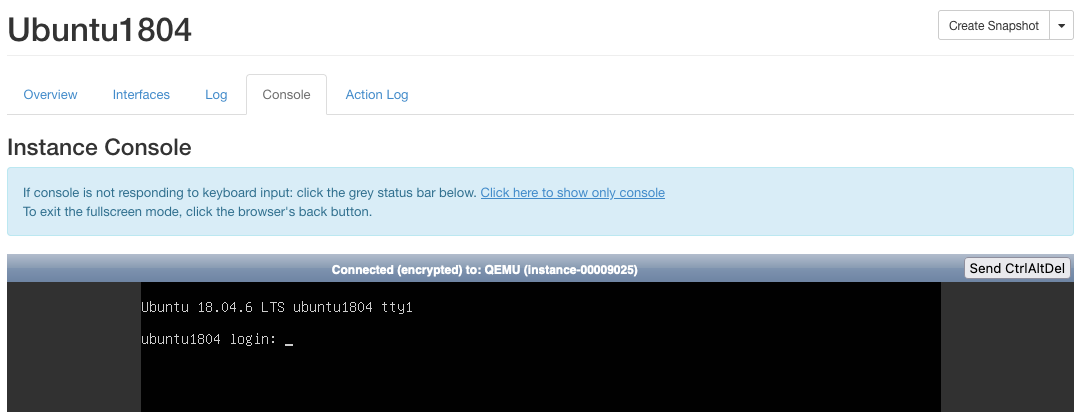 Ubuntu1804
Create Snapshot
Overview
Interfaces
Log
Console
Action Log
Instance Console
If console is not responding to keyboard input: click the grey status bar below. Click here to show only console
To exit the fullscreen mode, click the browser's back button.
Connected (encrypted) to: QEMU (instance-00009025)
Send CtrlAltDel
Ubuntu 18.04.6 LTS ubuntu1804 tty1
ubuntu1804 login: _